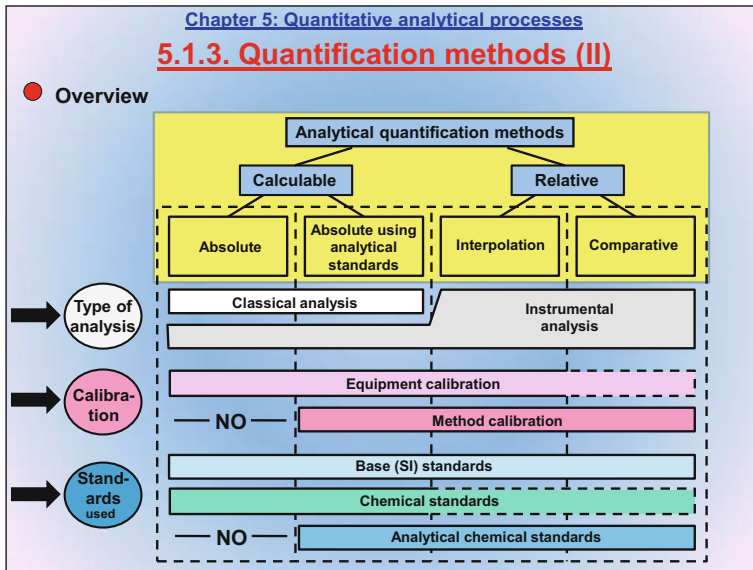 Chapter 5: Quantitative analytical processes
5.1.3. Quantification methods (II)
Overview
Analytical quantification methods
Calculable
Relative
Absolute
Absolute using
analytical
standards
Interpolation
Comparative
Type of
analysis
Classical analysis
Instrumental
analysis
Calibra-
tion
Equipment calibration
NO
Method calibration
Stand-
ards
used
Base (SI) standards
Chemical standards
NO
Analytical chemical standards